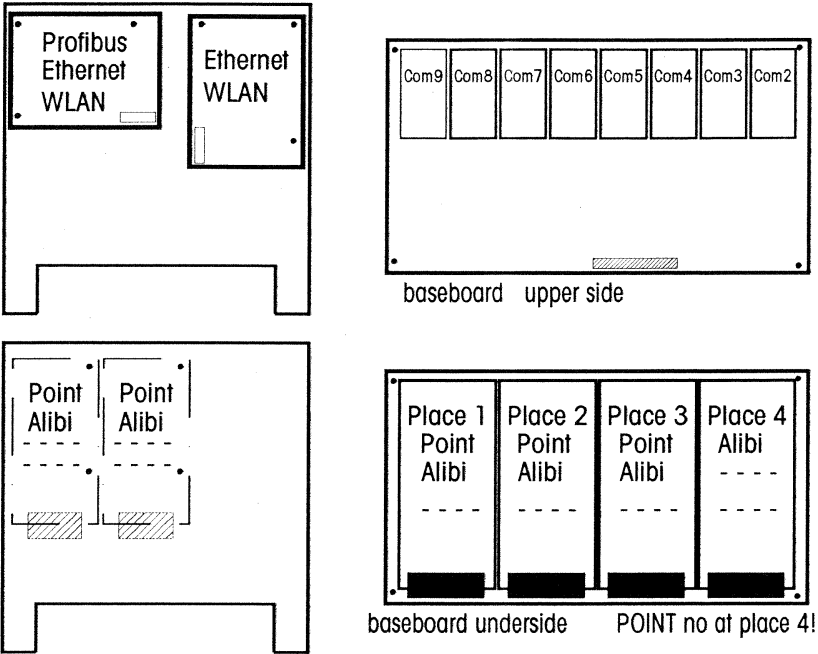 Profibus
Ethernet
WLAN
Ethernet
WLAN
Com9 Com8 Com7 Com6 Com5 Com4 Com3 Com2
baseboard upper side
Point
Alibi
Point
Alibi
Place 1
Point
Alibi
Place 2
Point
Alibi
Place 3
Point
Alibi
Place 4
Alibi
baseboard underside
POINT no at place 4!